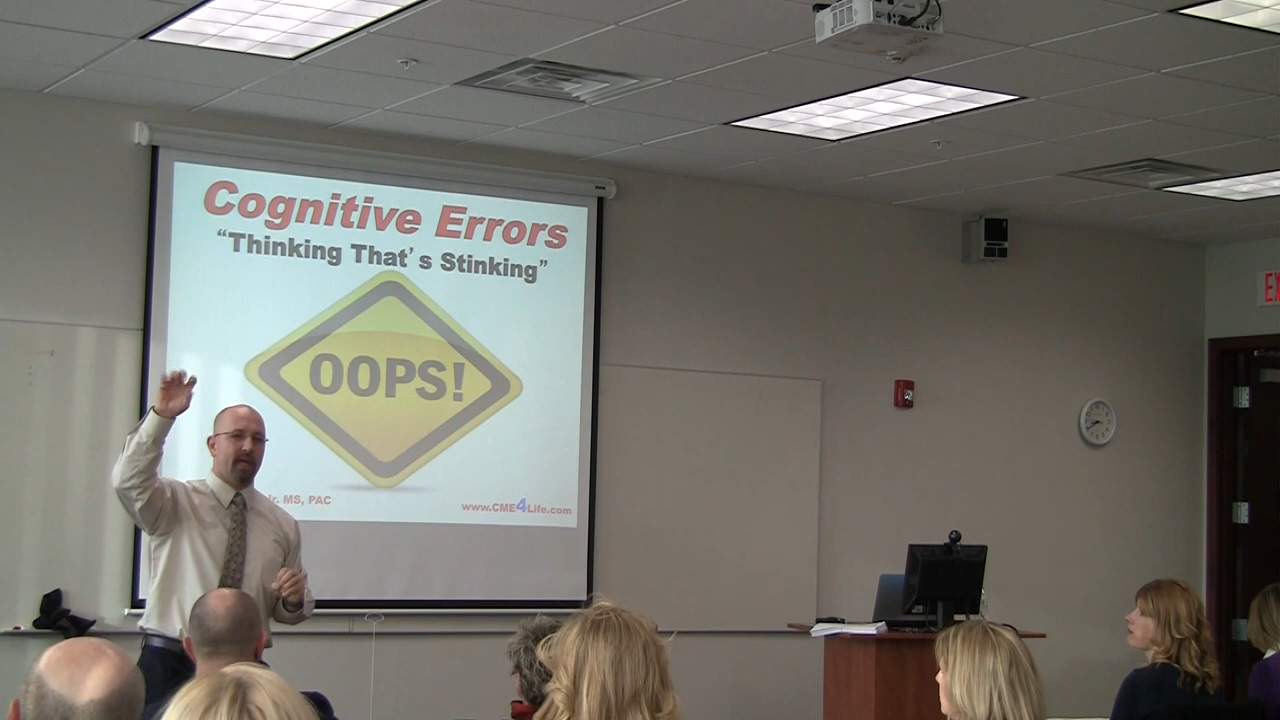 Cognitive Errors
“Thinking That's Stinking”
OOPS!
Jr. MS, PAC
www.CME4Life.com